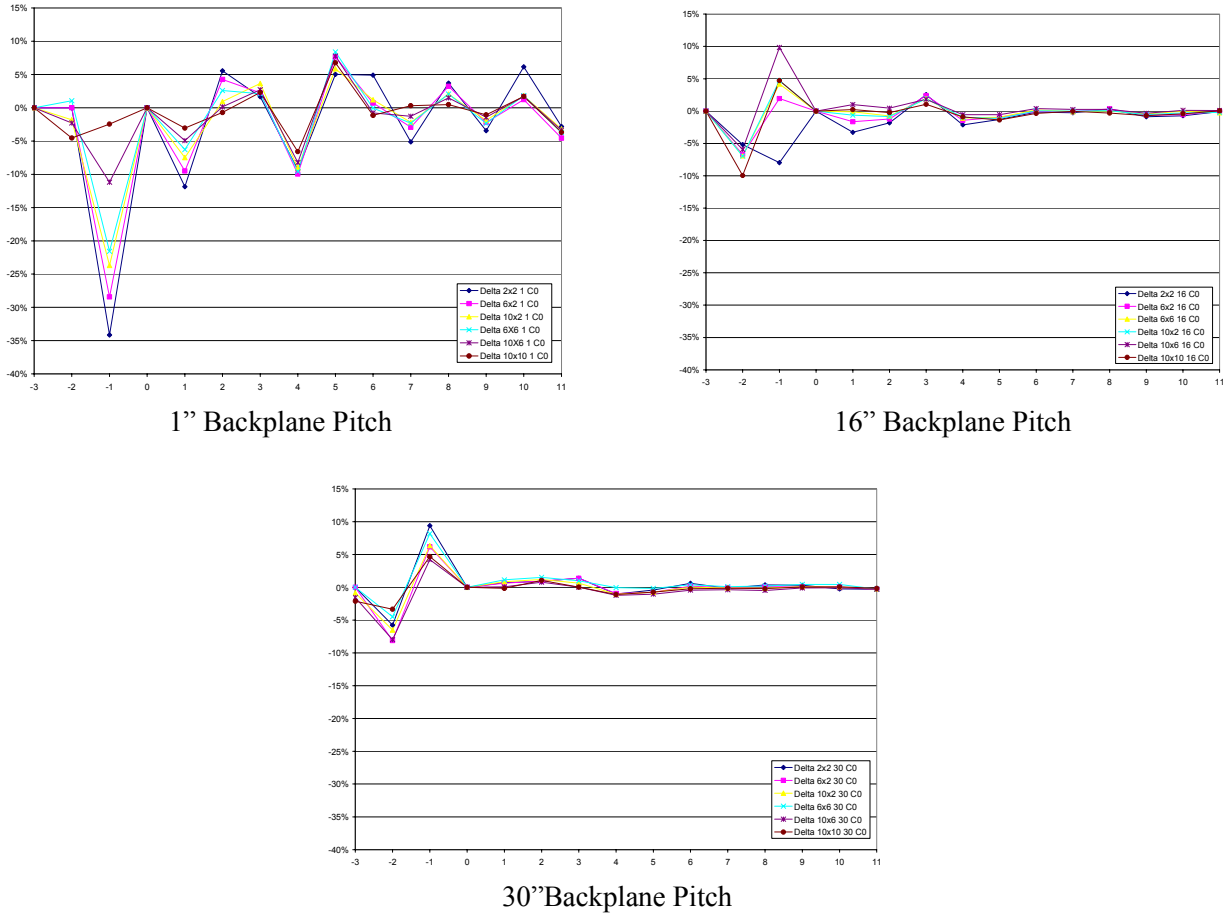 15%
10%
5%
0%
-5%
-10%
-15%
-20%
-25%
-30%
-35%
-40%
-3 -2 -1 0 1 2 3 4 5 6 7 8 9 10 11
Delta 2x2 1 C0
Delta 6x2 1 C0
Delta 10x2 1 C0
Delta 6X6 1 C0
Delta 10X6 1 C0
Delta 10x10 1 C0
1” Backplane Pitch
15%
10%
5%
0%
-5%
-10%
-15%
-20%
-25%
-30%
-35%
-40%
-3 -2 -1 0 1 2 3 4 5 6 7 8 9 10 11
Delta 2x2 16 C0
Delta 6x2 16 C0
Delta 6x6 16 C0
Delta 10x2 16 C0
Delta 10x6 16 C0
Delta 10x10 16 C0
16” Backplane Pitch
15%
10%
5%
0%
-5%
-10%
-15%
-20%
-25%
-30%
-35%
-40%
-3 -2 -1 0 1 2 3 4 5 6 7 8 9 10 11
Delta 2x2 30 C0
Delta 6x2 30 C0
Delta 10x2 30 C0
Delta 6x6 30 C0
Delta 10x6 30 C0
Delta 10x10 30 C0
30”Backplane Pitch